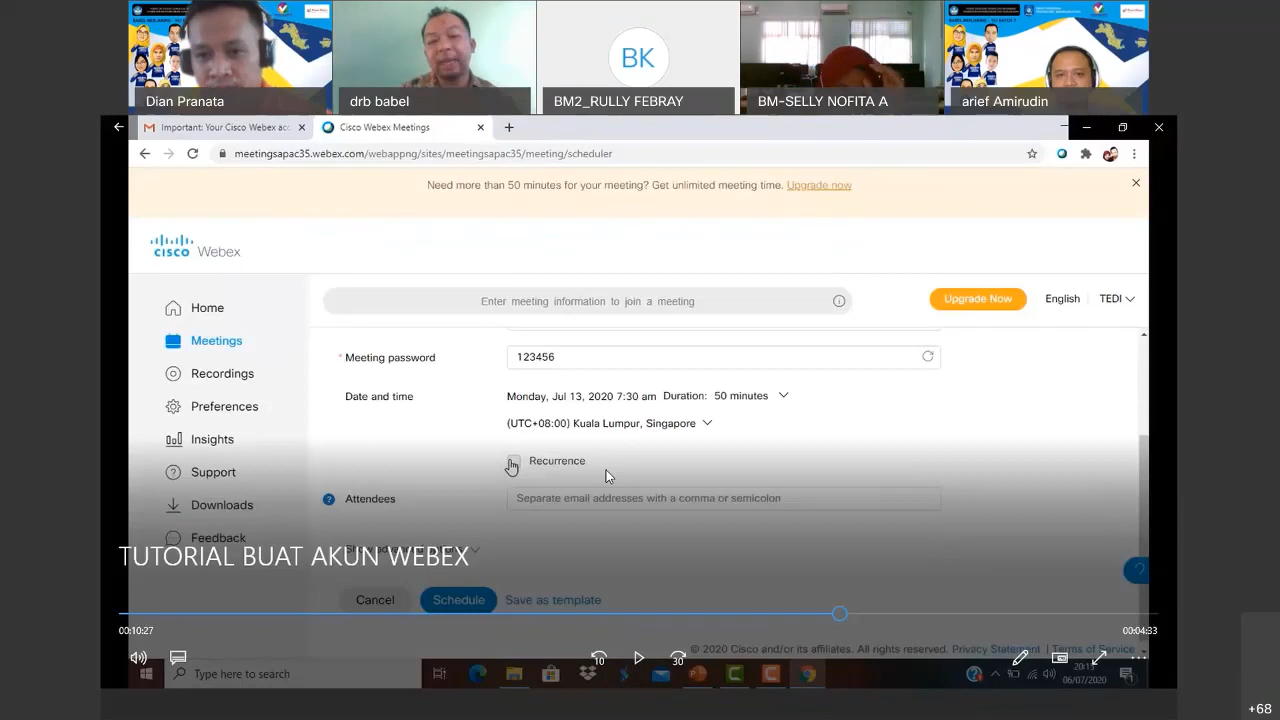 BK
Dian Pranata
drb babel
BM2_RULLY FEBRAY
BM-SELLY NOFITA A
arief Amirudin
Important: Your Cisco Webex acc
Cisco Webex Meetings
meetingsapac35.webex.com/webappng/sites/meetingsapac35/meeting/scheduler
Need more than 50 minutes for your meeting? Get unlimited meeting time. Upgrade now
CISCO Webex
Enter meeting information to join a meeting
Upgrade Now
English
TEDI
Home
Meetings
Recordings
Preferences
Insights
Support
Downloads
Feedback
* Meeting password
123456
Date and time
Monday, Jul 13, 2020 7:30 am Duration: 50 minutes
(UTC+08:00) Kuala Lumpur, Singapore
Recurrence
? Attendees
Separate email addresses with a comma or semicolon
TUTORIAL BUAT AKUN WEBEX
Cancel
Schedule
Save as template
?
00:10:27
00:04:33
10
30
© 2020 Cisco and/or its affiliates. All rights reserved. Privacy Statement Terms of Service
Type here to search
06/07/2020
+68